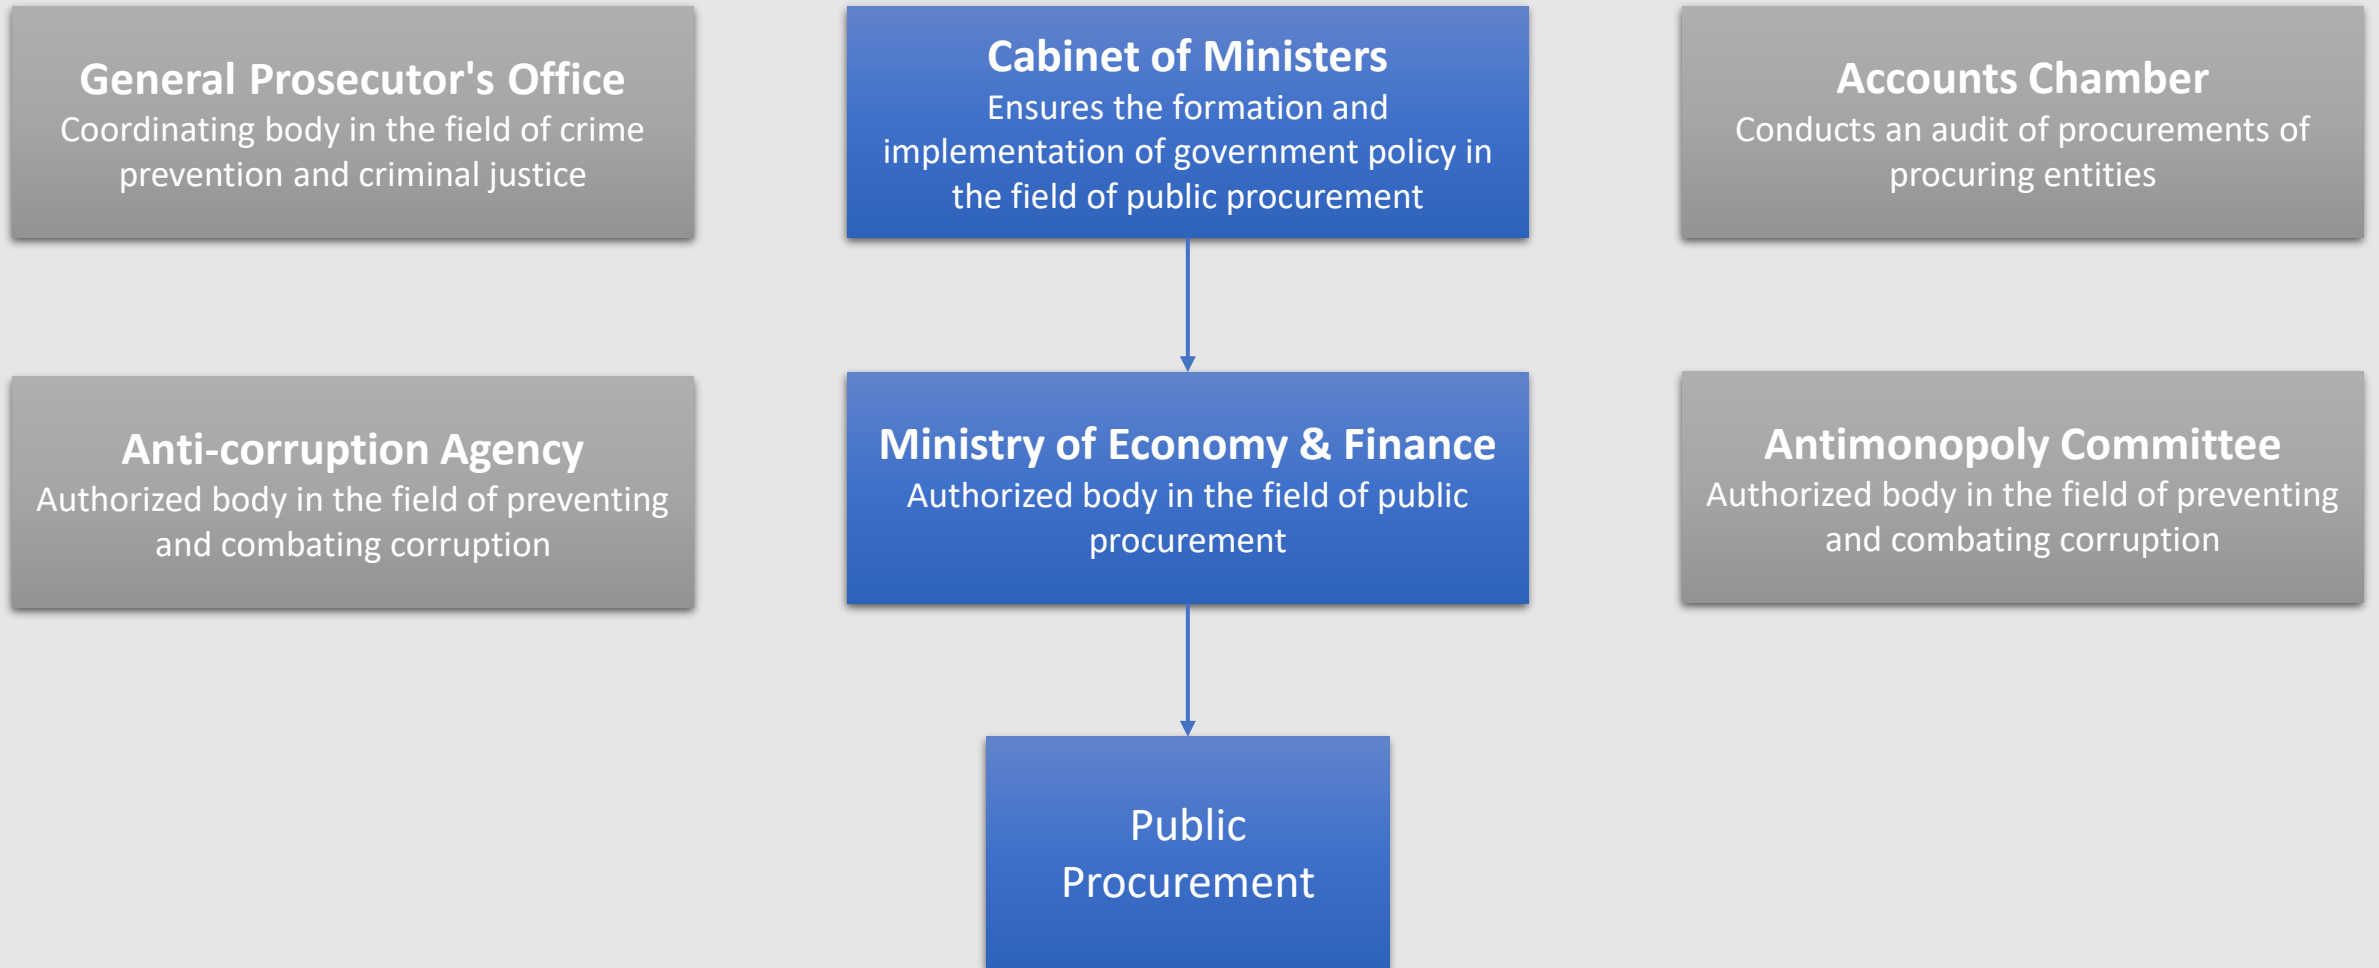 General Prosecutor's Office
Coordinating body in the field of crime
prevention and criminal justice
Cabinet of Ministers
Ensures the formation and
implementation of government policy in
the field of public procurement
Accounts Chamber
Conducts an audit of procurements of
procuring entities
Anti-corruption Agency
Authorized body in the field of preventing
and combating corruption
Ministry of Economy & Finance
Authorized body in the field of public
procurement
Antimonopoly Committee
Authorized body in the field of preventing
and combating corruption
Public
Procurement